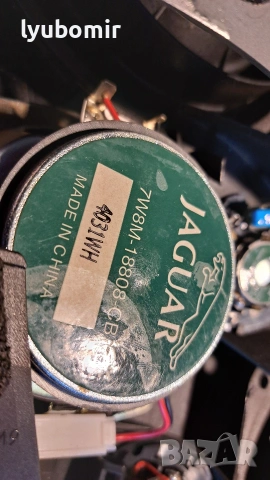 lyubomir
JAGUAR
7W8M-18808-CB
4031WH
MADE IN CHINA
BAZAR